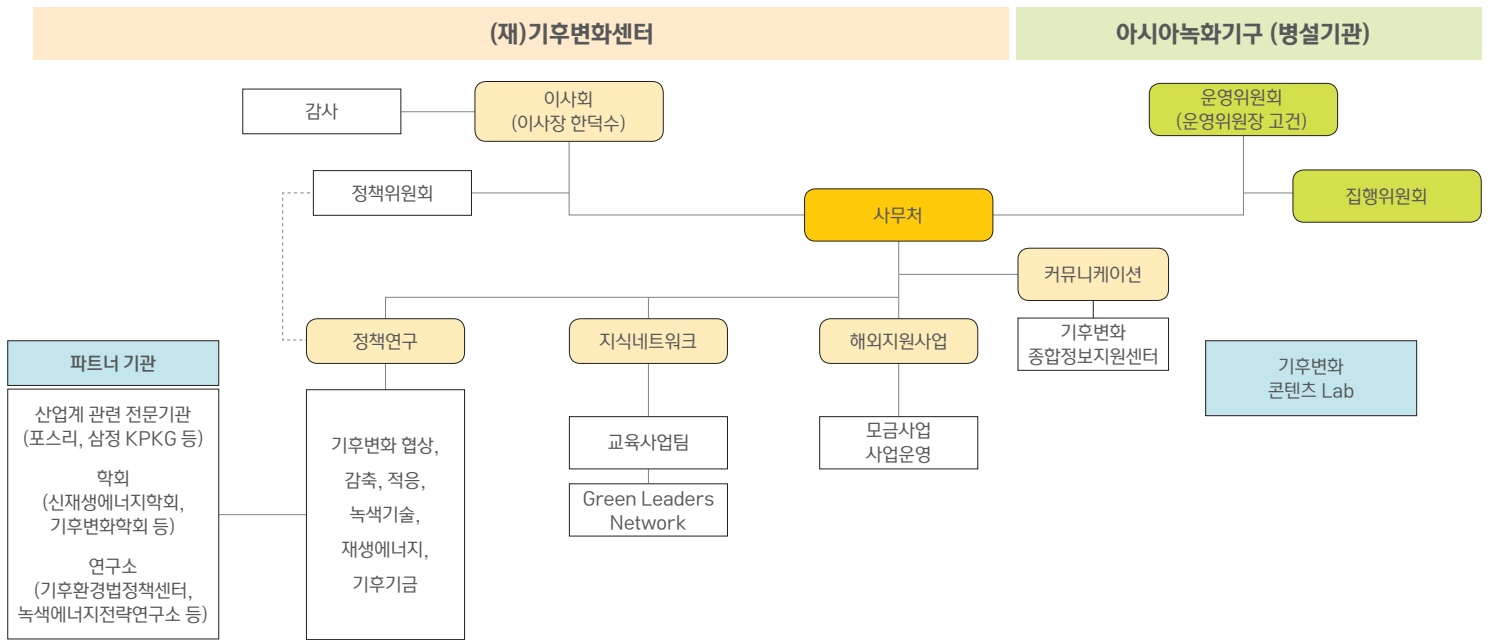 (재)기후변화센터
아시아녹화기구 (병설기관)
감사
이사회
(이사장 한덕수)
운영위원회
(운영위원장 고건)
정책위원회
사무처
집행위원회
커뮤니케이션
기후변화
종합정보지원센터
정책연구
지식네트워크
해외지원사업
기후변화
콘텐츠 Lab
파트너 기관
산업계 관련 전문기관
(포스리, 삼정 KPKG 등)
학회
(신재생에너지학회,
기후변화학회 등)
연구소
(기후환경법정책센터,
녹색에너지전략연구소 등)
기후변화 협상,
감축, 적응,
녹색기술,
재생에너지,
기후기금
교육사업팀
Green Leaders
Network
모금사업
사업운영